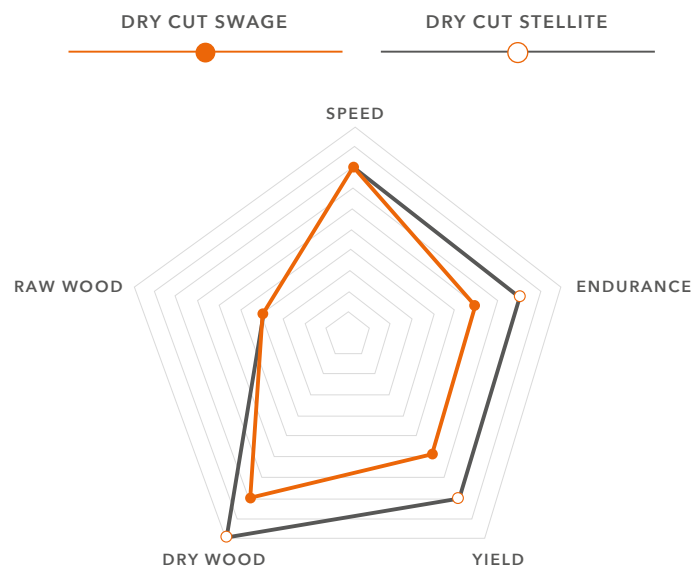 DRY CUT SWAGE
DRY CUT STELLITE
SPEED
RAW WOOD
ENDURANCE
DRY WOOD
YIELD